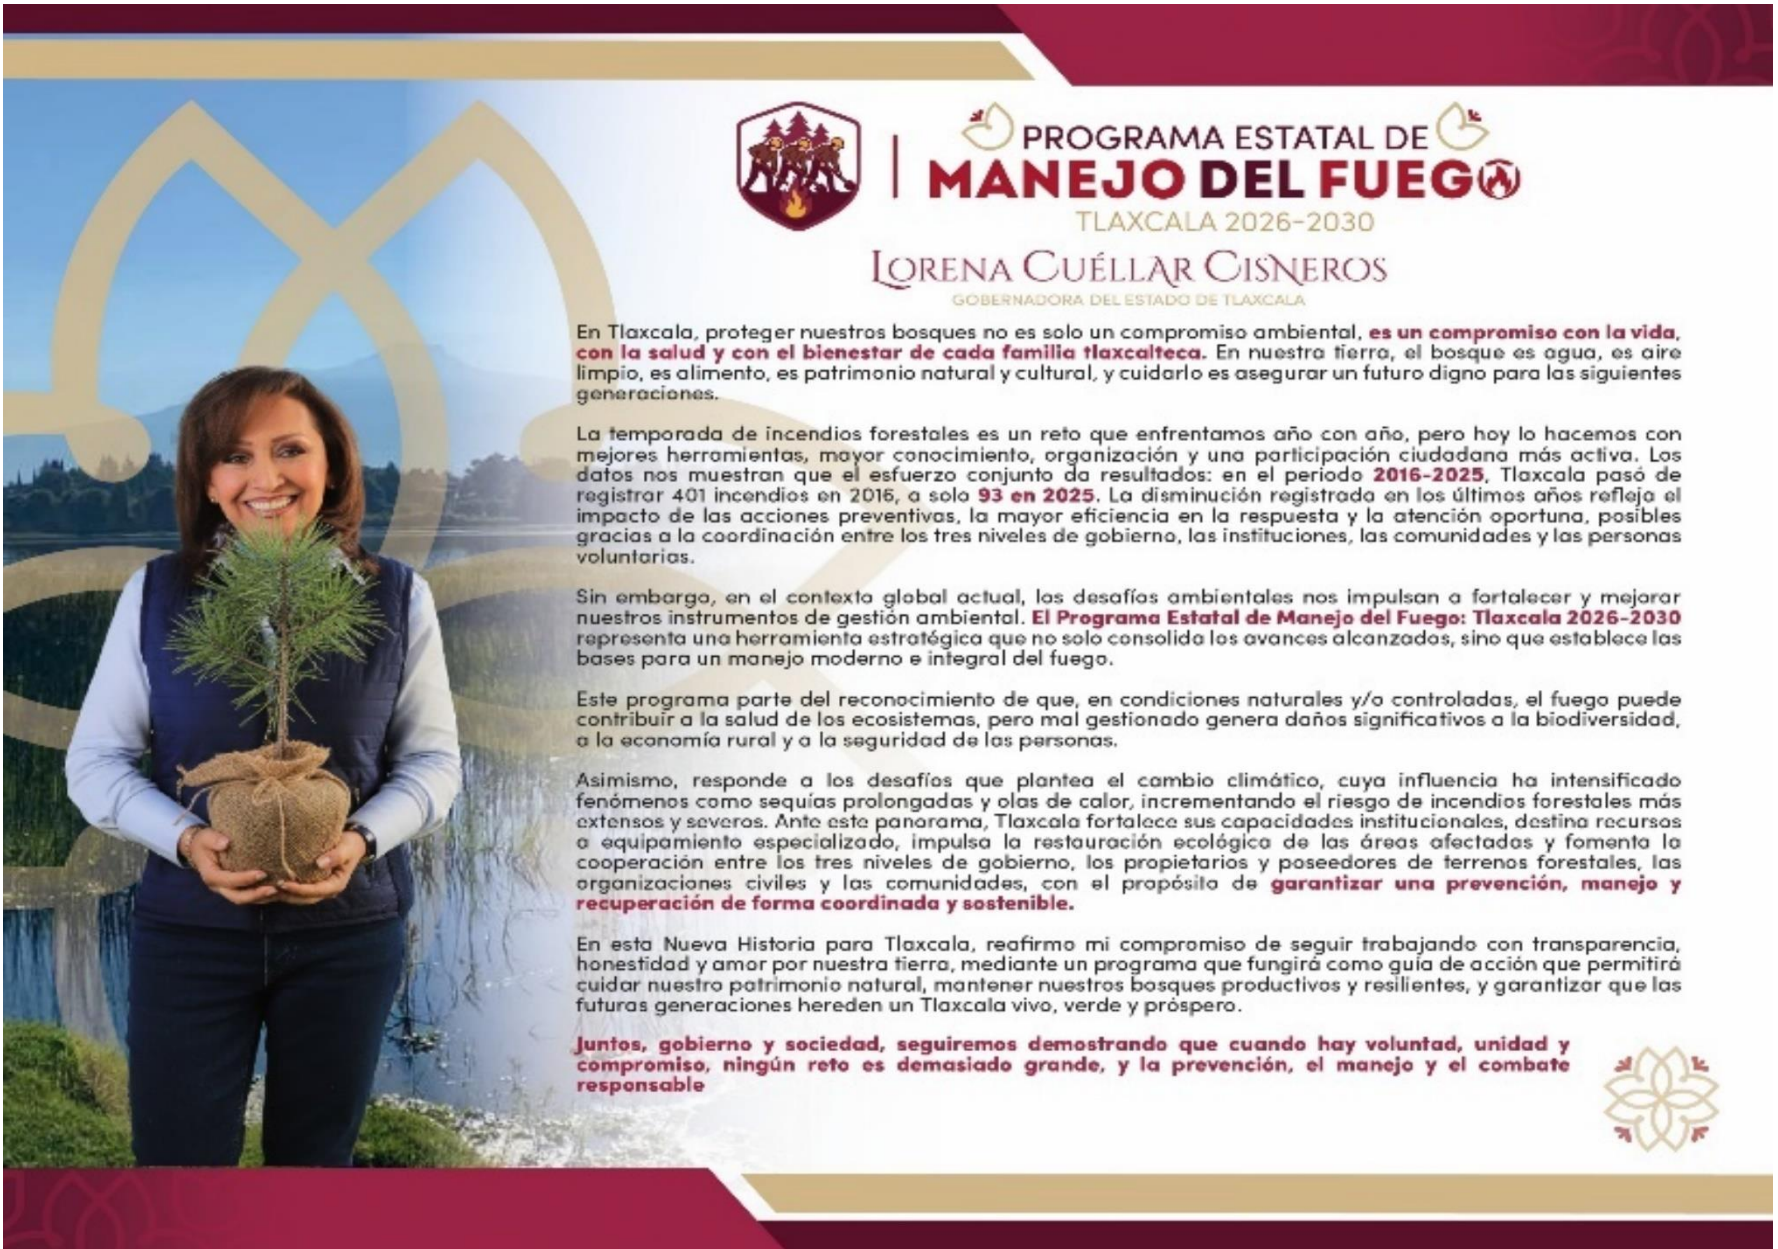 PROGRAMA ESTATAL DE
MANEJO DEL FUEGO
TLAXCALA 2026-2030
LORENA CUÉLLAR CISNEROS
GOBERNADORA DEL ESTADO DE TLAXCALA
En Tlaxcala, proteger nuestros bosques no es solo un compromiso ambiental, es un compromiso con la vida,
con la salud y con el bienestar de cada familia tlaxcalteca. En nuestra tierra, el bosque es agua, es aire
limpio, es alimento, es patrimonio natural y cultural, y cuidarlo es asegurar un futuro digno para las siguientes
generaciones.
La temporada de incendios forestales es un reto que enfrentamos año con año, pero hoy lo hacemos con
mejores herramientas, mayor conocimiento, organización y una participación ciudadana más activa. Los
datos nos muestran que el esfuerzo conjunto da resultados: en el periodo 2016-2025, Tlaxcala pasó de
registrar 401 incendios en 2016, a solo 93 en 2025. La disminución registrada en los últimos años refleja el
impacto de las acciones preventivas, la mayor eficiencia en la respuesta y la atención oportuna, posibles
gracias a la coordinación entre los tres niveles de gobierno, las instituciones, las comunidades y las personas
voluntarias.
Sin embargo, en el contexto global actual, los desafíos ambientales nos impulsan a fortalecer y mejorar
nuestros instrumentos de gestión ambiental. El Programa Estatal de Manejo del Fuego: Tlaxcala 2026-2030
representa una herramienta estratégica que no solo consolida los avances alcanzados, sino que establece las
bases para un manejo moderno e integral del fuego.
Este programa parte del reconocimiento de que, en condiciones naturales y/o controladas, el fuego puede
contribuir a la salud de los ecosistemas, pero mal gestionado genera daños significativos a la biodiversidad,
a la economía rural y a la seguridad de las personas.
Asimismo, responde a los desafíos que plantea el cambio climático, cuya influencia ha intensificado
fenómenos como sequías prolongadas y olas de calor, incrementando el riesgo de incendios forestales más
extensos y severos. Ante este panorama, Tlaxcala fortalece sus capacidades institucionales, destina recursos
a equipamiento especializado, impulsa la restauración ecológica de las áreas afectadas y fomenta la
cooperación entre los tres niveles de gobierno, los propietarios y poseedores de terrenos forestales, las
organizaciones civiles y las comunidades, con el propósito de garantizar una prevención, manejo y
recuperación de forma coordinada y sostenible.
En esta Nueva Historia para Tlaxcala, reafirmo mi compromiso de seguir trabajando con transparencia,
honestidad y amor por nuestra tierra, mediante un programa que fungirá como guía de acción que permitirá
cuidar nuestro patrimonio natural, mantener nuestros bosques productivos y resilientes, y garantizar que las
futuras generaciones hereden un Tlaxcala vivo, verde y próspero.
Juntos, gobierno y sociedad, seguiremos demostrando que cuando hay voluntad, unidad y
compromiso, ningún reto es demasiado grande, y la prevención, el manejo y el combate
responsable